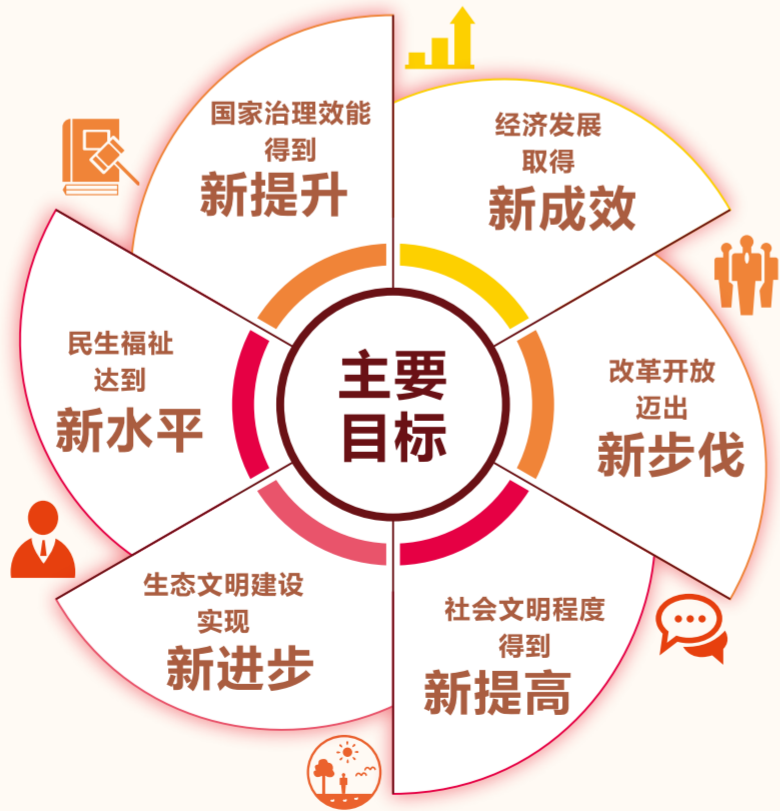 主要
目标
经济发展
取得
新成效
改革开放
迈出
新步伐
社会文明程度
得到
新提高
生态文明建设
实现
新进步
民生福祉
达到
新水平
国家治理效能
得到
新提升